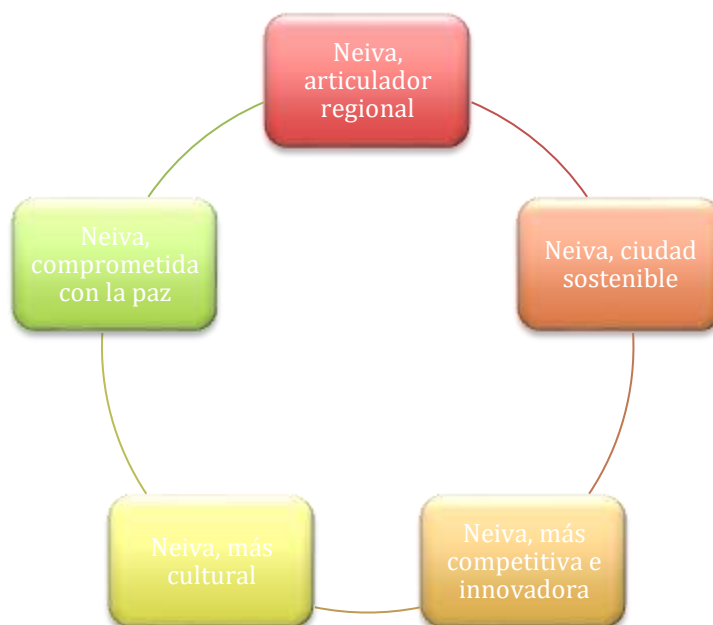 Neiva,
articulador
regional
Neiva, ciudad
sostenible
Neiva, más
competitiva e
innovadora
Neiva, más
cultural
Neiva,
comprometida
con la paz